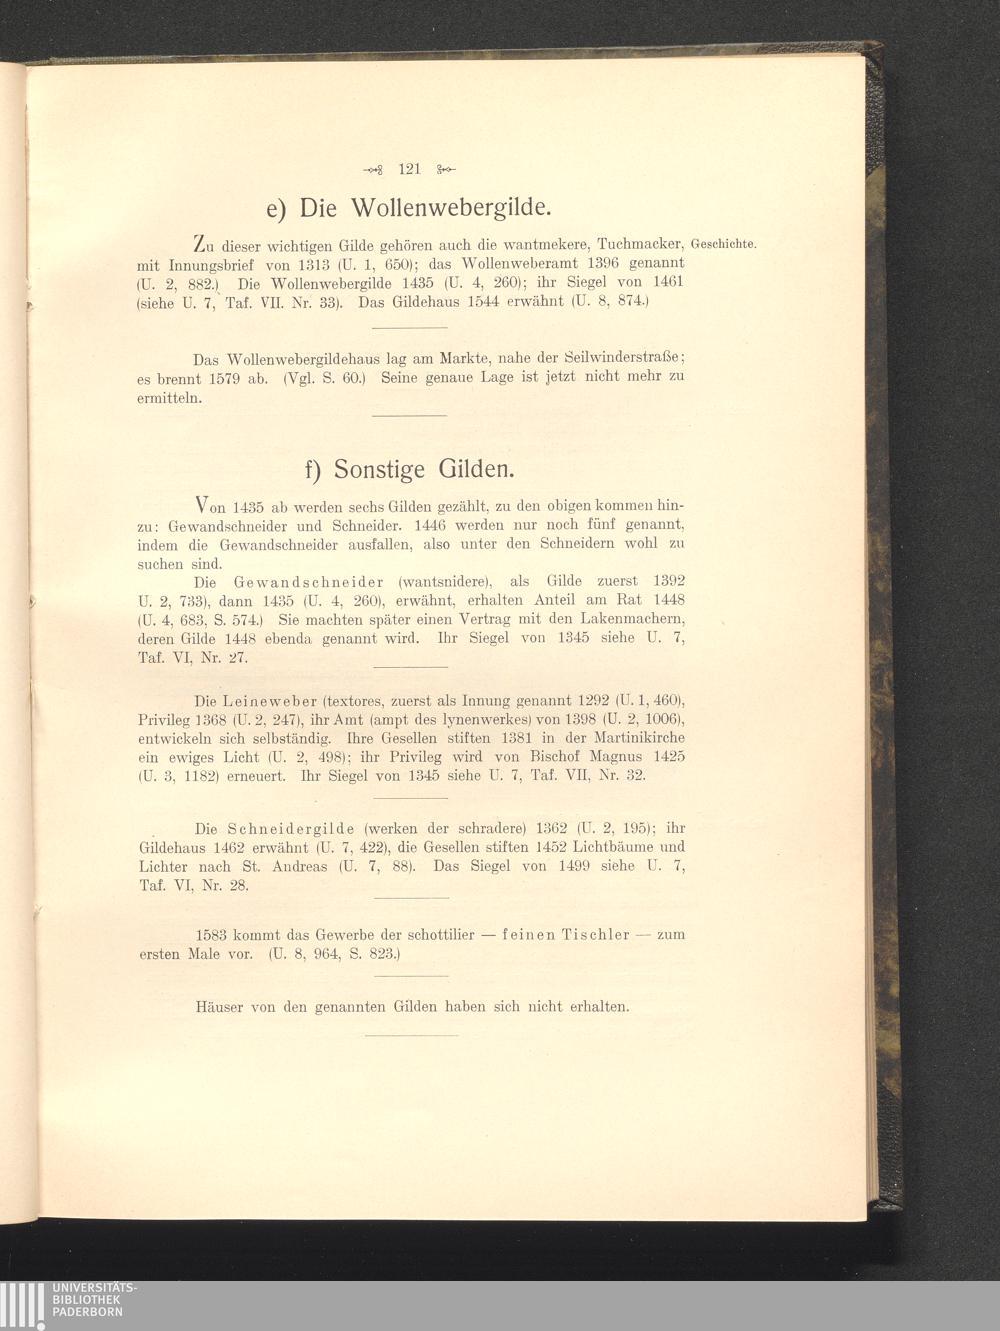 121
e) Die Wollenwebergilde.
Zu dieser wichtigen Gilde gehören auch die wantmekere, Tuchmacker, Geschichte.
mit Innungsbrief von 1313 (U. 1, 650); das Wollenweberamt 1396 genannt
(U. 2, 882.) Die Wollenwebergilde 1435 (U. 4, 260); ihr Siegel von 1461
(siehe U. 7, Taf. VII. Nr. 33). Das Gildehaus 1544 erwähnt (U. 8, 874.)
Das Wollenwebergildehaus lag am Markte, nahe der Seilwinderstraße;
es brennt 1579 ab. (Vgl. S. 60.) Seine genaue Lage ist jetzt nicht mehr zu
ermitteln.
f) Sonstige Gilden.
Von 1435 ab werden sechs Gilden gezählt, zu den obigen kommen hin-
zu: Gewandschneider und Schneider. 1446 werden nur noch fünf genannt,
indem die Gewandschneider ausfallen, also unter den Schneidern wohl zu
suchen sind.
Die Gewandschneider (wantsnidere), als Gilde zuerst 1392
U. 2, 733), dann 1435 (U. 4, 260), erwähnt, erhalten Anteil am Rat 1448
(U. 4, 683, S. 574.) Sie machten später einen Vertrag mit den Lakenmachern,
deren Gilde 1448 ebenda genannt wird. Ihr Siegel von 1345 siehe U. 7,
Taf. VI, Nr. 27.
Die Leineweber (textores, zuerst als Innung genannt 1292 (U. 1, 460),
Privileg 1368 (U. 2, 247), ihr Amt (ampt des lynenwerkes) von 1398 (U. 2, 1006),
entwickeln sich selbständig. Ihre Gesellen stiften 1381 in der Martinikirche
ein ewiges Licht (U. 2, 498); ihr Privileg wird von Bischof Magnus 1425
(U. 3, 1182) erneuert. Ihr Siegel von 1345 siehe U. 7, Taf. VII, Nr. 32.
Die Schneidergilde (werken der schradere) 1362 (U. 2, 195); ihr
Gildehaus 1462 erwähnt (U. 7, 422), die Gesellen stiften 1452 Lichtbäume und
Lichter nach St. Andreas (U. 7, 88). Das Siegel von 1499 siehe U. 7,
Taf. VI, Nr. 28.
1583 kommt das Gewerbe der schottilier — feinen Tischler — zum
ersten Male vor. (U. 8, 964, S. 823.)
Häuser von den genannten Gilden haben sich nicht erhalten.
UNIVERSITÄTS-
BIBLIOTHEK
PADERBORN